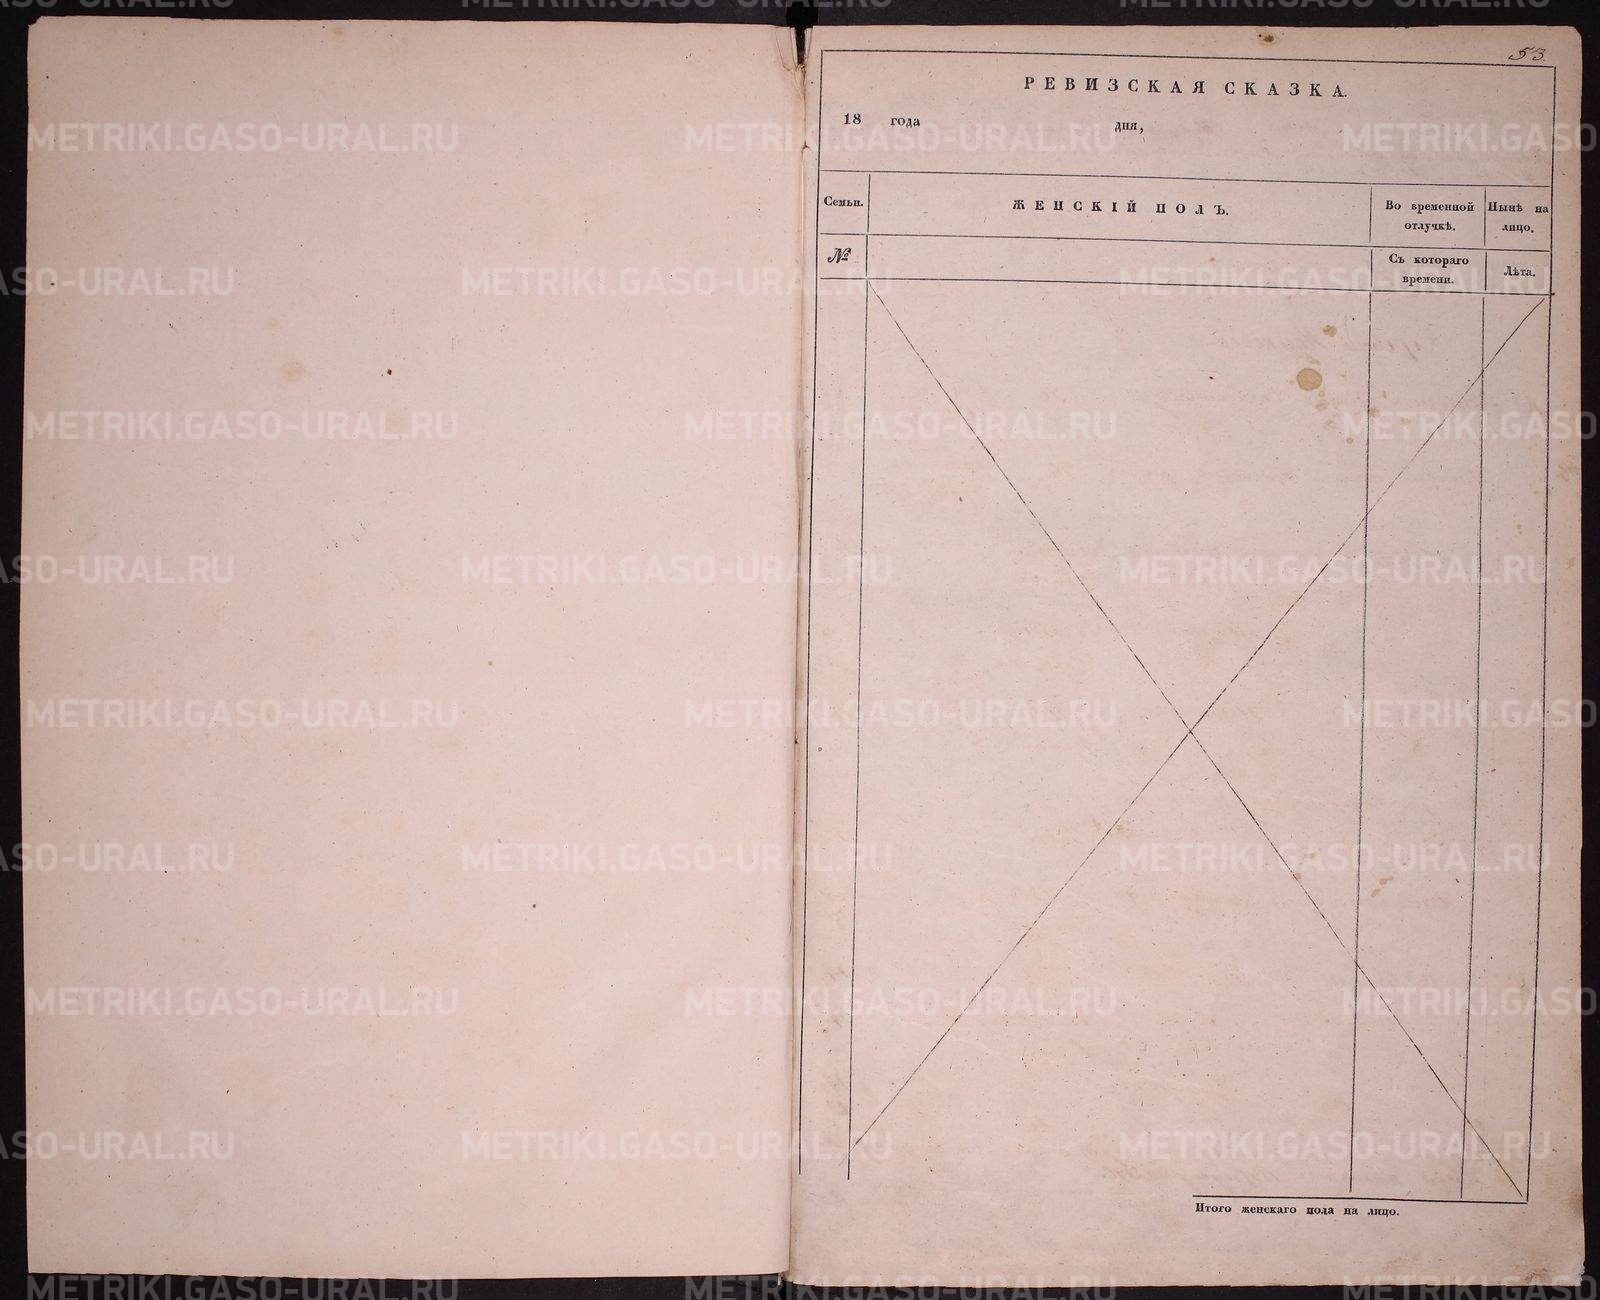 53.
РЕВИЗСКАЯ СКАЗКА.
18 года дня,
Семьи.
ЖЕНСКІЙ ПОЛЪ.
Во временной отлучкѣ.
Нынѣ на лицо.
№
Съ котораго времени.
Лѣта.
Итого женскаго пола на лицо.
METRIKI.GASO-URAL.RU